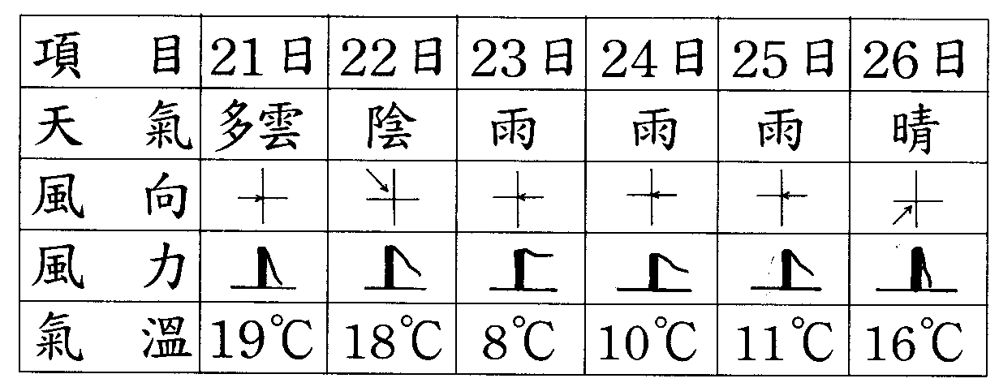 項目 21日 22日 23日 24日 25日 26日
天氣 多雲 陰 雨 雨 雨 晴
風向
風力
氣溫 19℃ 18℃ 8℃ 10℃ 11℃ 16℃